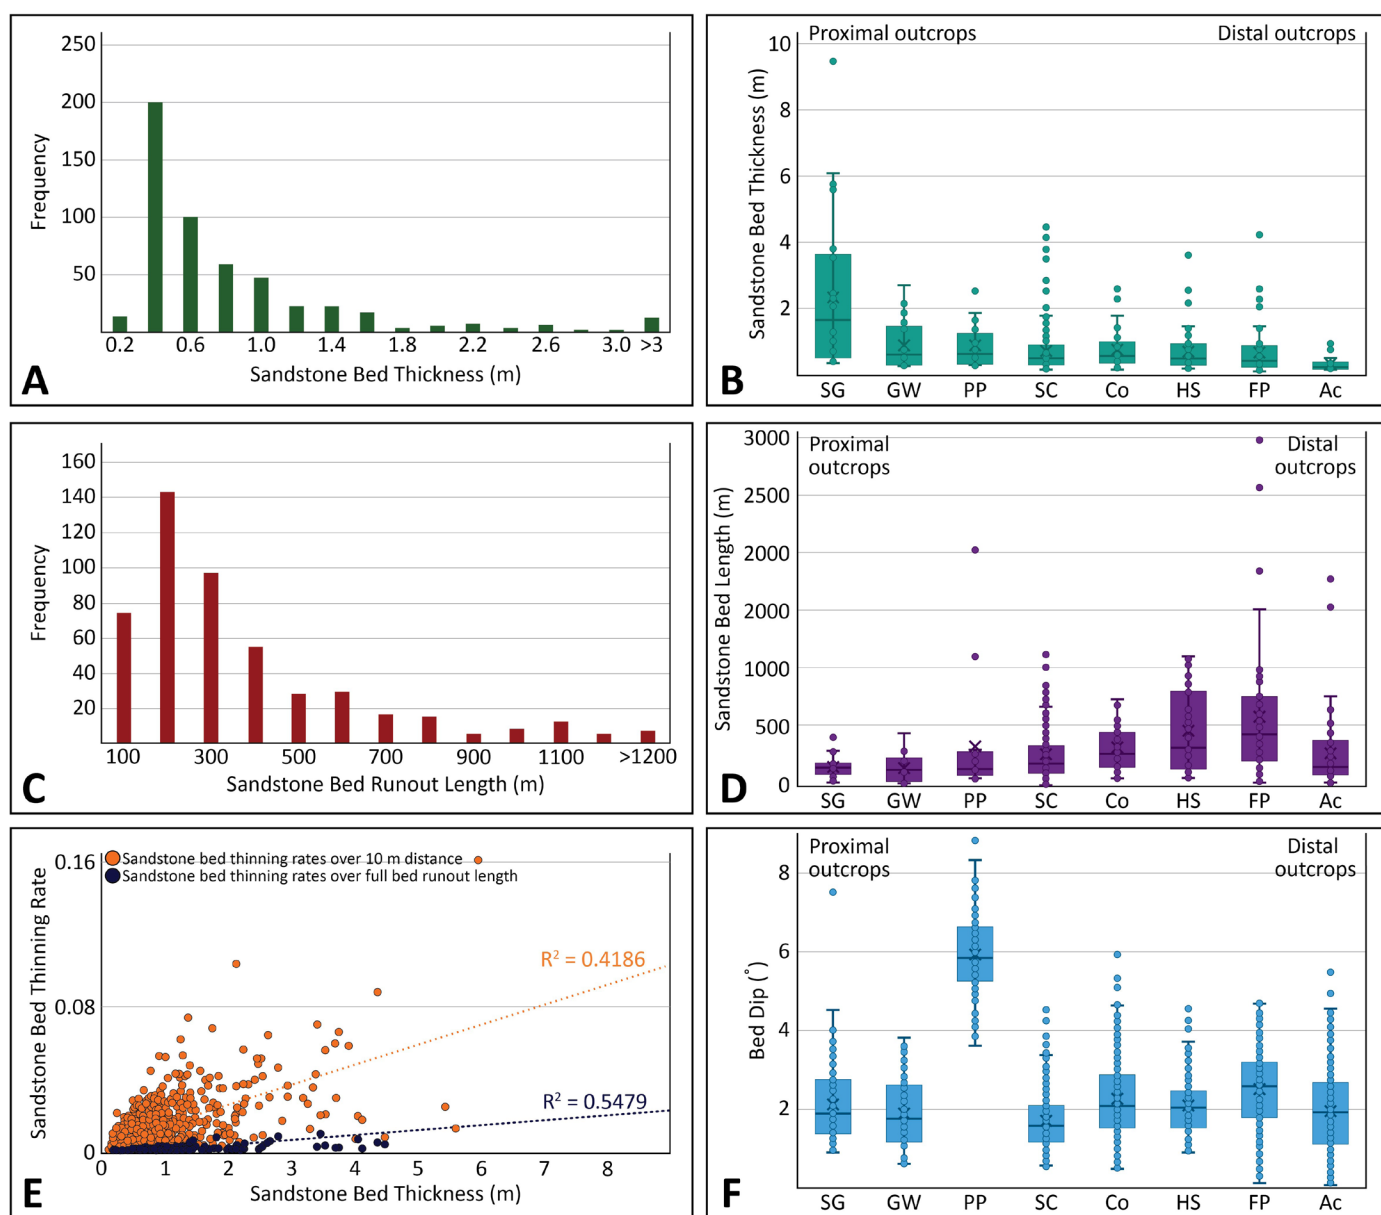 250
200
150
100
50
Frequency
0.2 0.6 1.0 1.4 1.8 2.2 2.6 3.0 >3
Sandstone Bed Thickness (m)
A
Proximal outcrops Distal outcrops
10
8
6
4
2
Sandstone Bed Thickness (m)
SG GW PP SC Co HS FP Ac
B
160
140
120
100
80
60
40
20
Frequency
100 300 500 700 900 1100 >1200
Sandstone Bed Runout Length (m)
C
Proximal
outcrops
Distal
outcrops
3000
2500
2000
2000
1000
500
0
Sandstone Bed Length (m)
SG GW PP SC Co HS FP Ac
D
Sandstone bed thinning rates over 10 m distance
Sandstone bed thinning rates over full bed runout length
0.16
0.08
0
Sandstone Bed Thinning Rate
R² = 0.4186
R² = 0.5479
0 1 2 3 4 5 6 7 8
Sandstone Bed Thickness (m)
E
Proximal
outcrops
Distal
outcrops
8
6
4
2
Bed Dip (°)
SG GW PP SC Co HS FP Ac
F